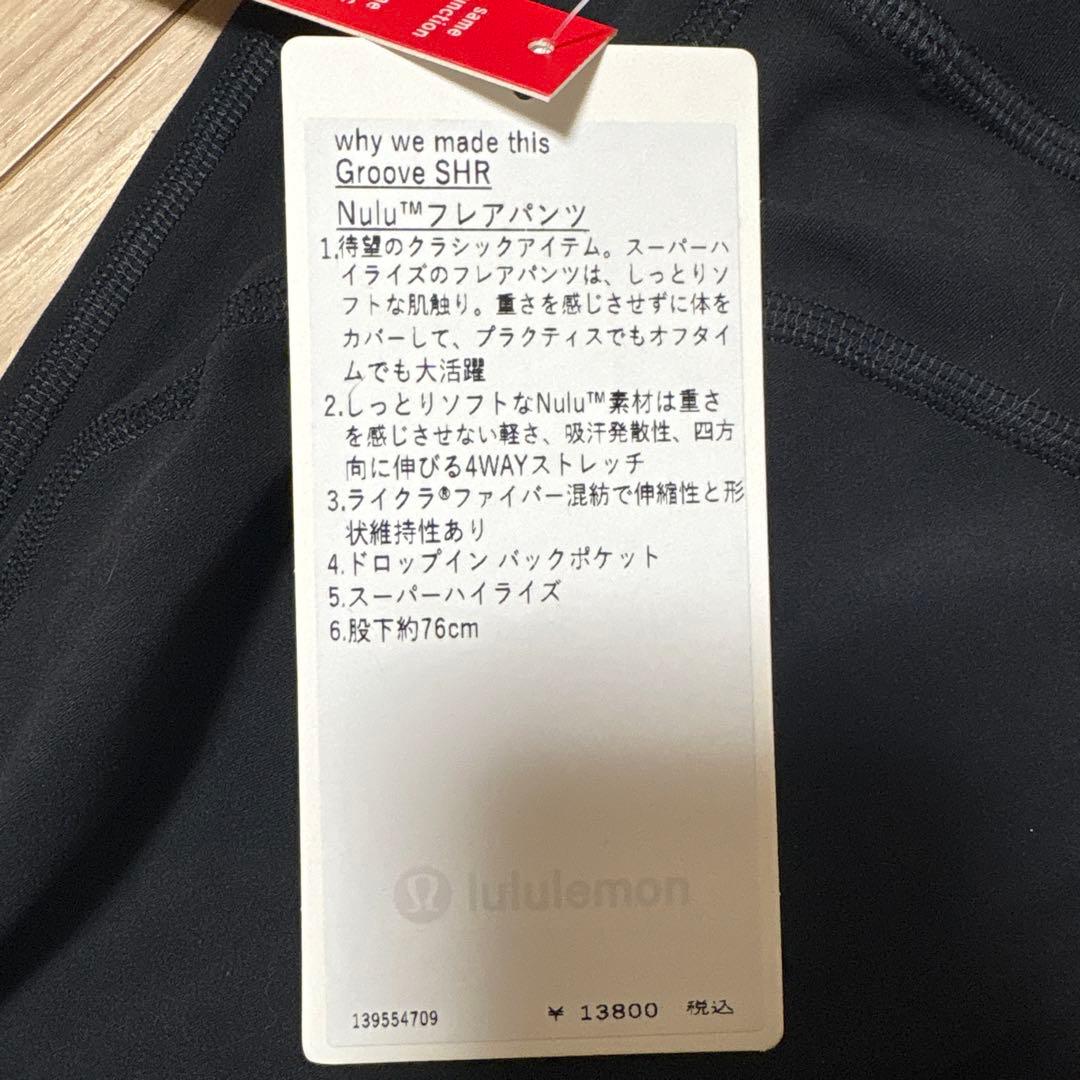 same
function
why we made this
Groove SHR
Nulu™フレアパンツ
1.待望のクラシックアイテム。スーパーハ
イライズのフレアパンツは、しっとりソ
フトな肌触り。重さを感じさせずに体を
カバーして、プラクティスでもオフタイ
ムでも大活躍
2.しっとりソフトなNulu™素材は重さ
を感じさせない軽さ、吸汗発散性、四方
向に伸びる4WAYストレッチ
3.ライクラ®ファイバー混紡で伸縮性と形
状維持性あり
4.ドロップイン バックポケット
5.スーパーハイライズ
6.股下約76cm
lululemon
139554709 ¥ 13800 税込